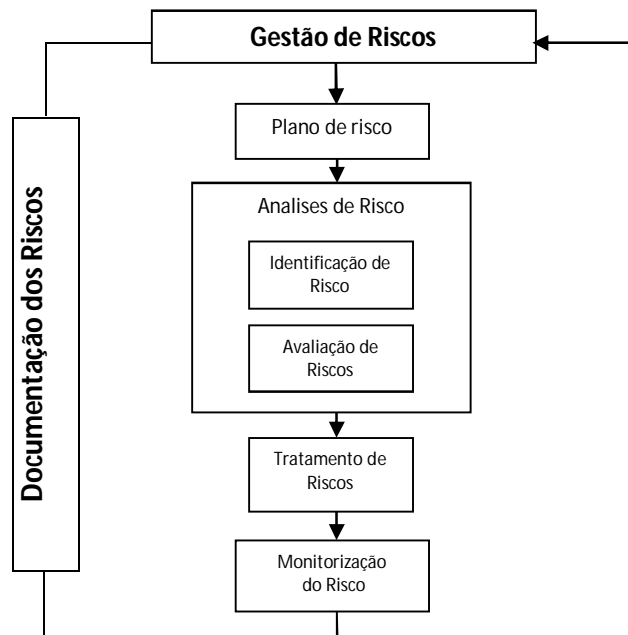 Gestão de Riscos
Plano de risco
Analises de Risco
Identificação de
Risco
Avaliação de
Riscos
Tratamento de
Riscos
Monitorização
do Risco
Documentação dos Riscos